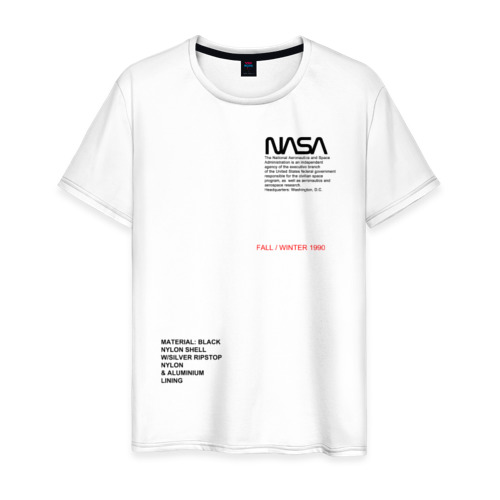 NASA
The National Aeronautics and Space
Administration is an independent
agency of the executive branch
of the United States federal government
responsible for the civilian space
program, as well as aeronautics and
aerospace research.
Headquarters: Washington, D.C.
FALL / WINTER 1990
MATERIAL: BLACK
NYLON SHELL
W/SILVER RIPSTOP
NYLON
& ALUMINIUM
LINING